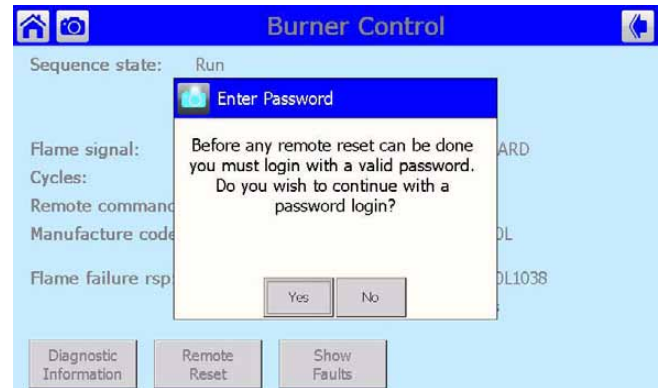 Burner Control
Sequence state: Run
Enter Password
Before any remote reset can be done
you must login with a valid password.
Do you wish to continue with a
password login?
Yes No
Flame signal: ARD
Cycles:
Remote command
Manufacture code OL
Flame failure rsp: OL1038
Diagnostic Information
Remote Reset
Show Faults